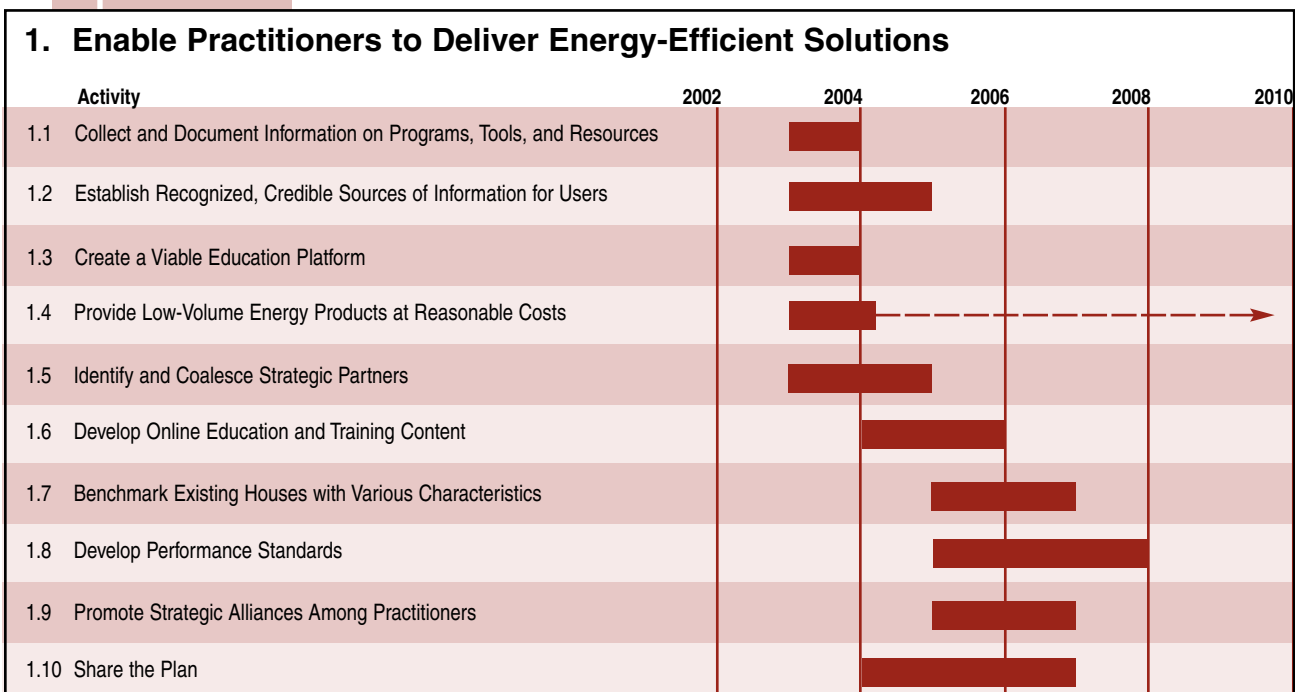 1. Enable Practitioners to Deliver Energy-Efficient Solutions
Activity 2002 2004 2006 2008 2010
1.1 Collect and Document Information on Programs, Tools, and Resources
1.2 Establish Recognized, Credible Sources of Information for Users
1.3 Create a Viable Education Platform
1.4 Provide Low-Volume Energy Products at Reasonable Costs
1.5 Identify and Coalesce Strategic Partners
1.6 Develop Online Education and Training Content
1.7 Benchmark Existing Houses with Various Characteristics
1.8 Develop Performance Standards
1.9 Promote Strategic Alliances Among Practitioners
1.10 Share the Plan